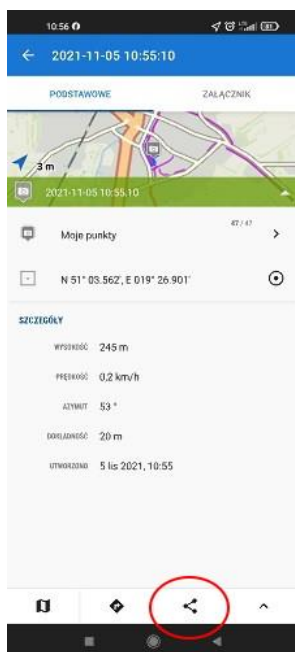 10:56
2021-11-05 10:55:10
PODSTAWOWE ZAŁĄCZNIK
3 m
2021-11-05 10:55:10
Moje punkty 47 / 47
N 51° 03.562', E 019° 26.901'
SZCZEGÓŁY
WYSOKOŚĆ 245 m
PRĘDKOŚĆ 0,2 km/h
AZYMUT 53 °
DOKŁADNOŚĆ 20 m
UTWORZONO 5 lis 2021, 10:55